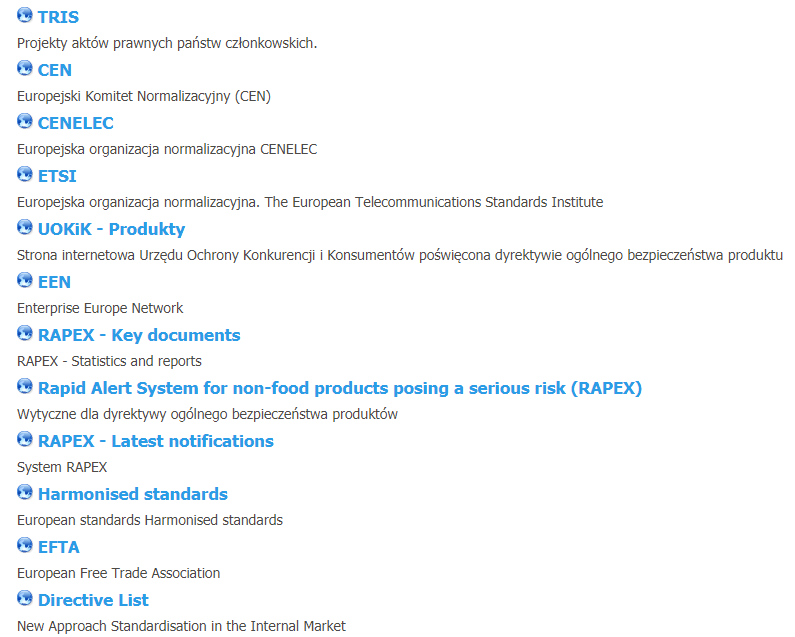 TRIS
Projekty aktów prawnych państw członkowskich.
CEN
Europejski Komitet Normalizacyjny (CEN)
CENELEC
Europejska organizacja normalizacyjna CENELEC
ETSI
Europejska organizacja normalizacyjna. The European Telecommunications Standards Institute
UOKiK - Produkty
Strona internetowa Urzędu Ochrony Konkurencji i Konsumentów poświęcona dyrektywie ogólnego bezpieczeństwa produktu
EEN
Enterprise Europe Network
RAPEX - Key documents
RAPEX - Statistics and reports
Rapid Alert System for non-food products posing a serious risk (RAPEX)
Wytyczne dla dyrektywy ogólnego bezpieczeństwa produktów
RAPEX - Latest notifications
System RAPEX
Harmonised standards
European standards Harmonised standards
EFTA
European Free Trade Association
Directive List
New Approach Standardisation in the Internal Market